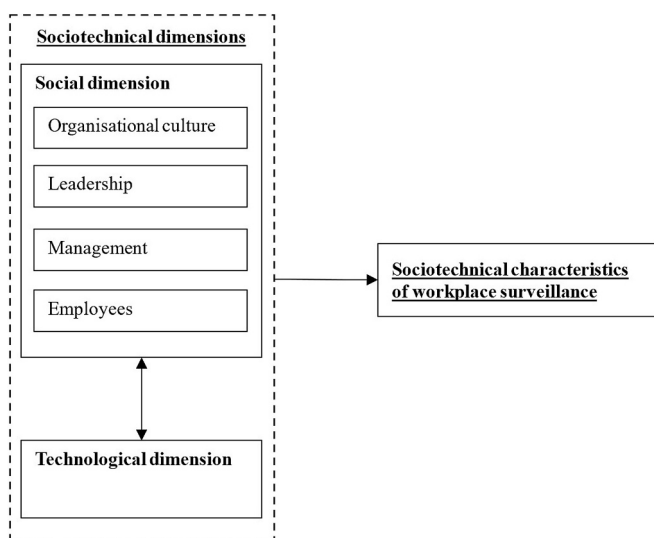 Sociotechnical dimensions
Social dimension
Organisational culture
Leadership
Management
Employees
Sociotechnical characteristics
of workplace surveillance
Technological dimension